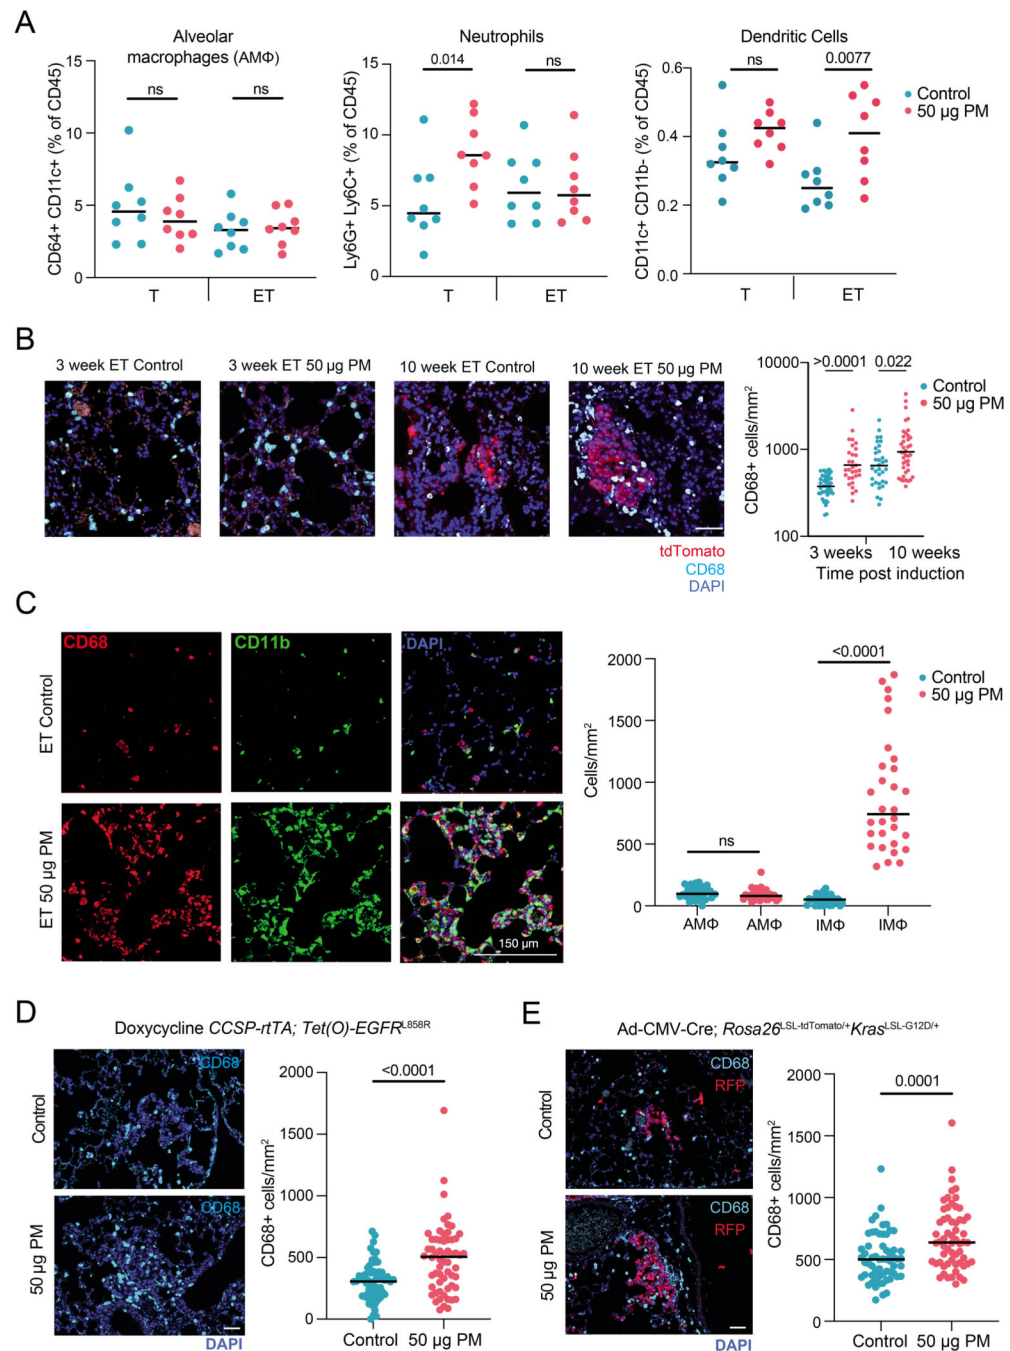 A
Alveolar
macrophages (AMΦ)
Neutrophils
Dendritic Cells
CD64+ CD11c+ (% of CD45)
15
10
5
0
ns
ns
T
ET
Ly6G+ Ly6C+ (% of CD45)
15
10
5
0
0.014
ns
T
ET
CD11c+ CD11b- (% of CD45)
0.6
0.4
0.2
0.0
ns
0.0077
T
ET
Control
50 µg PM
B
3 week ET Control
3 week ET 50 µg PM
10 week ET Control
10 week ET 50 µg PM
tdTomato
CD68
DAPI
CD68+ cells/mm²
10000
1000
100
>0.0001
0.022
Control
50 µg PM
3 weeks
10 weeks
Time post induction
C
CD68
CD11b
DAPI
ET Control
ET 50 µg PM
150 µm
Cells/mm²
2000
1500
1000
500
0
ns
<0.0001
AMΦ
AMΦ
IMΦ
IMΦ
Control
50 µg PM
D
Doxycycline CCSP-rtTA; Tet(O)-EGFR^L858R
CD68
Control
CD68
50 µg PM
DAPI
CD68+ cells/mm²
2000
1500
1000
500
0
<0.0001
Control
50 µg PM
E
Ad-CMV-Cre; Rosa26^LSL-tdTomato/+Kras^LSL-G12D/+
CD68
RFP
Control
CD68
RFP
50 µg PM
DAPI
CD68+ cells/mm²
2000
1500
1000
500
0
0.0001
Control
50 µg PM